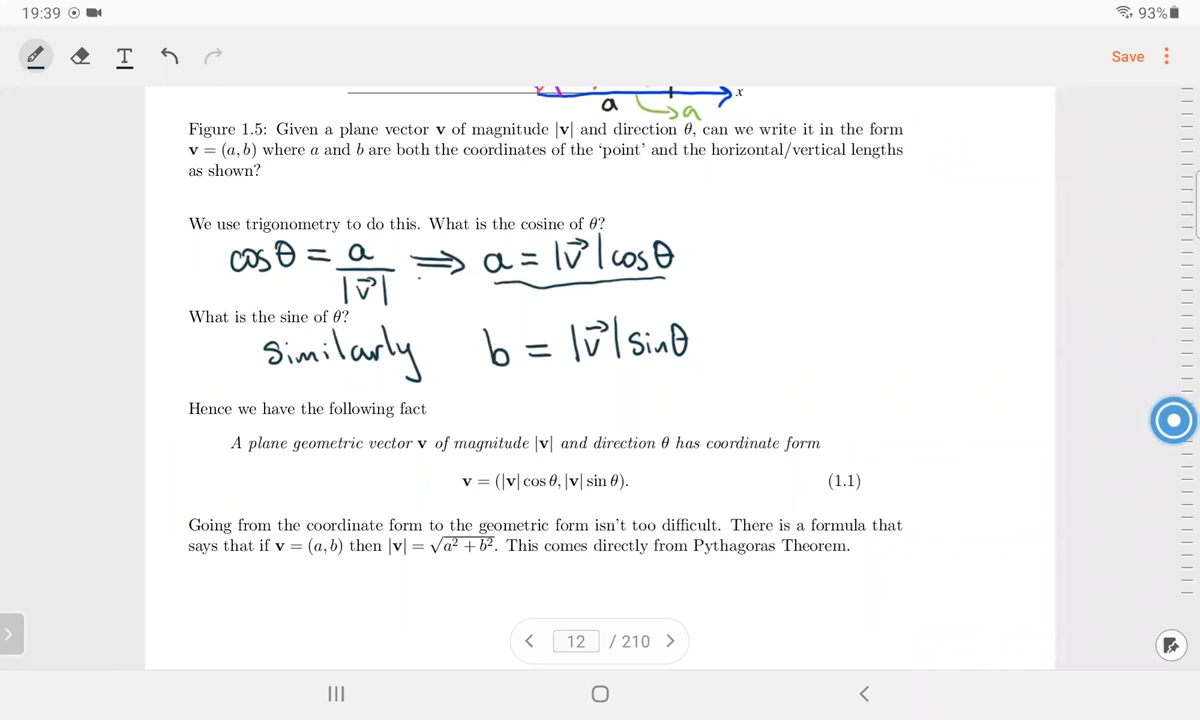 19:39
93%
T
Save
x
a
a
Figure 1.5: Given a plane vector v of magnitude |v| and direction θ, can we write it in the form
v = (a, b) where a and b are both the coordinates of the ‘point’ and the horizontal/vertical lengths
as shown?
We use trigonometry to do this. What is the cosine of θ?
cosθ = a/|v⃗| ⟹ a = |v⃗|cosθ
What is the sine of θ?
Similarly b = |v⃗|sinθ
Hence we have the following fact
A plane geometric vector v of magnitude |v| and direction θ has coordinate form
v = (|v| cos θ, |v| sin θ). (1.1)
Going from the coordinate form to the geometric form isn’t too difficult. There is a formula that
says that if v = (a, b) then |v| = √a² + b². This comes directly from Pythagoras Theorem.
12 / 210